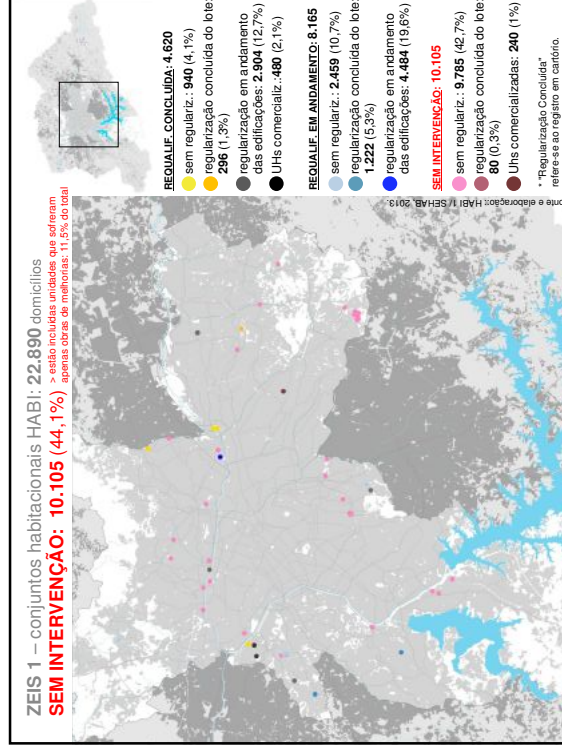 ZEIS 1 – conjuntos habitacionais HABI: 22.890 domicílios
SEM INTERVENÇÃO: 10.105 (44,1%)
> estão incluídas unidades que sofreram
apenas obras de melhorias: 11,5% do total
REQUALIF. CONCLUÍDA: 4.620
sem regulariz.: 940 (4,1%)
regularização concluída do lote:
296 (1,3%)
regularização em andamento
das edificações: 2.904 (12,7%)
UHs comercializ.:480 (2,1%)
REQUALIF. EM ANDAMENTO: 8.165
sem regulariz.: 2.459 (10,7%)
regularização concluída do lote:
1.222 (5,3%)
regularização em andamento
das edificações: 4.484 (19,6%)
SEM INTERVENÇÃO: 10.105
sem regulariz.: 9.785 (42,7%)
regularização concluída do lote:
80 (0,3%)
Uhs comercializadas: 240 (1%)
* "Regularização Concluída"
refere-se ao registro em cartório.
onte e elaboração: HABI 1/ SEHAB, 2013.